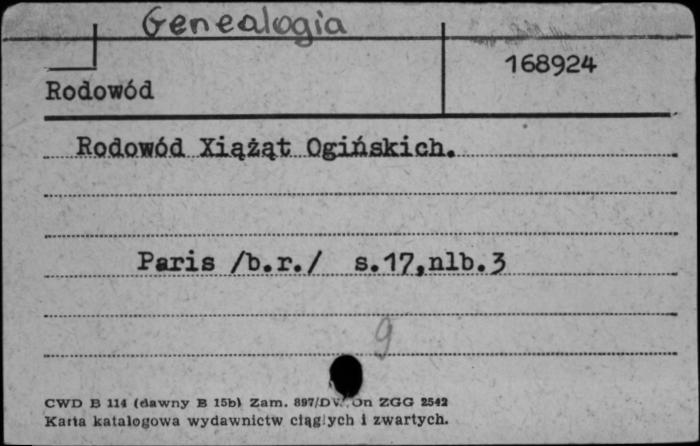 Genealogia
168924
Rodowód
Rodowód Xiążąt Ogińskich.
Paris /b.r./ s.17,nlb.3
9
CWD B 114 (dawny B 15b) Zam. 897/DW. On ZGG 2542
Karta katalogowa wydawnictw ciągłych i zwartych.